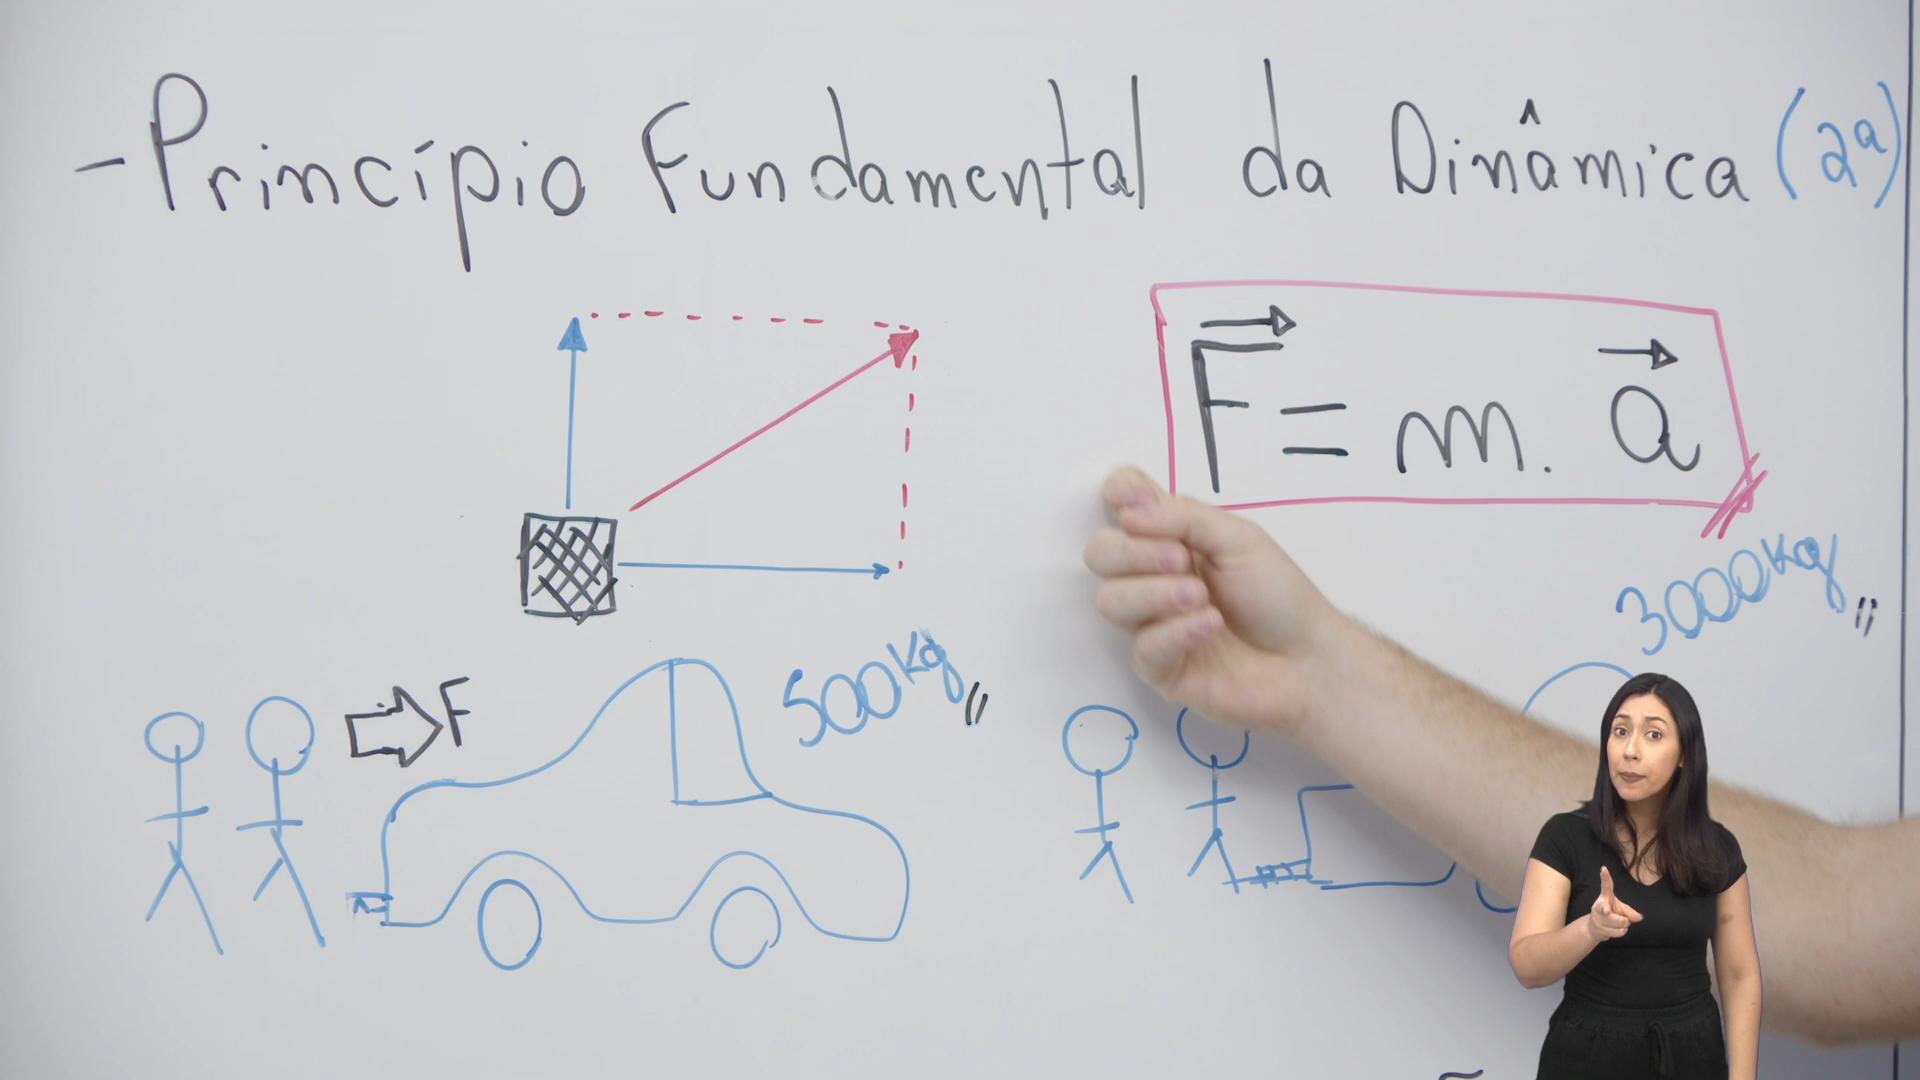 - Princípio Fundamental da Dinâmica (2ª)
F = m. a
3000kg
500kg
F